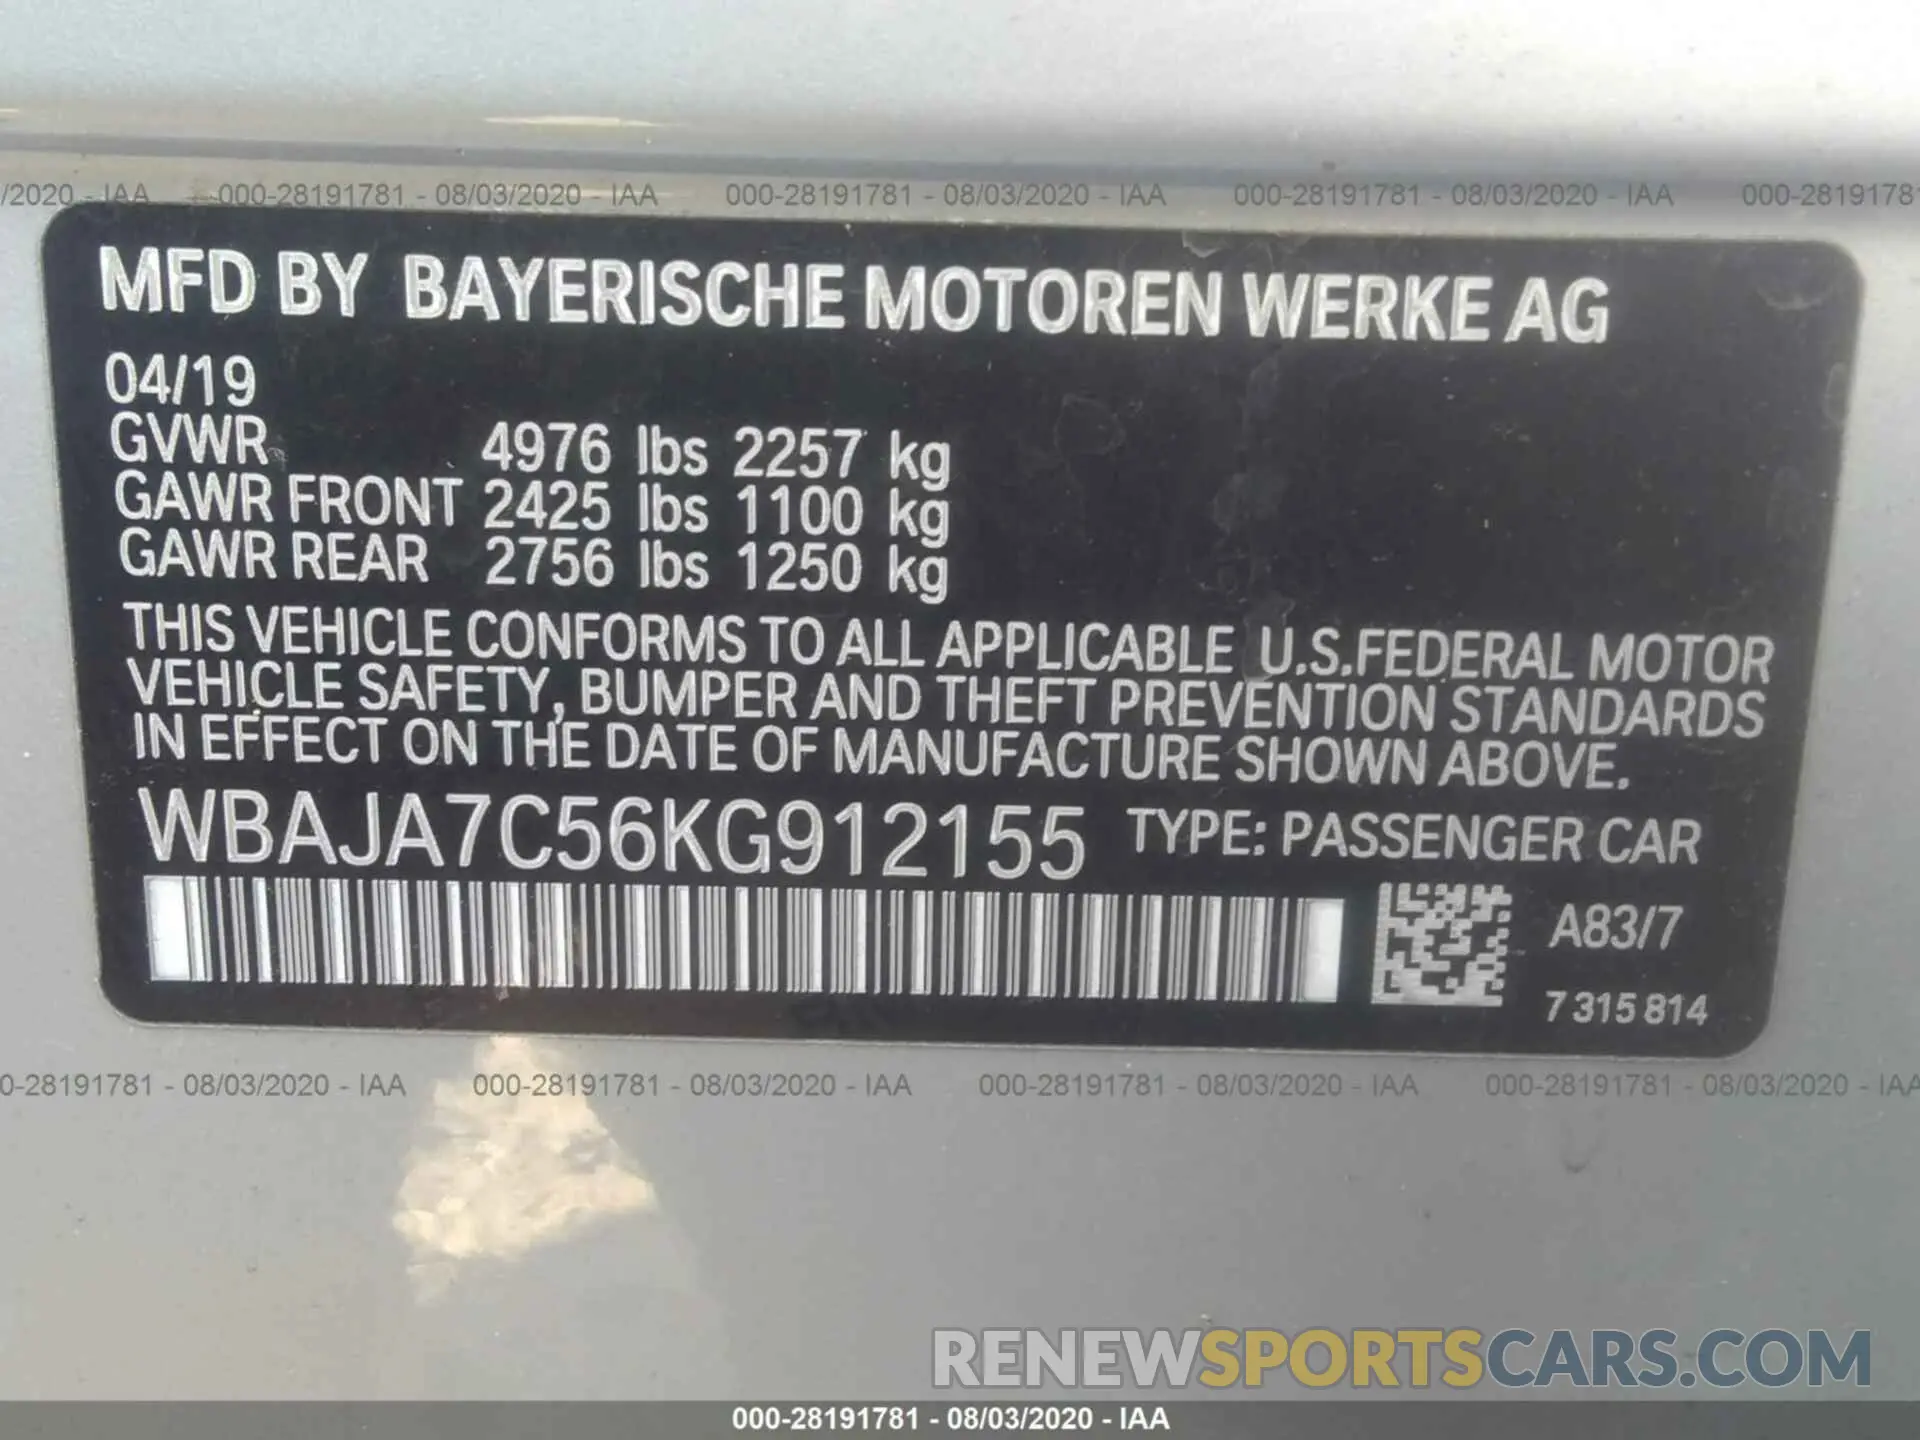 /2020 - IAA 000-28191781 - 08/03/2020 - IAA 000-28191781 - 08/03/2020 - IAA 000-28191781 - 08/03/2020 - IAA 000-2819178
MFD BY BAYERISCHE MOTOREN WERKE AG
04/19
GVWR 4976 lbs 2257 kg
GAWR FRONT 2425 lbs 1100 kg
GAWR REAR 2756 lbs 1250 kg
THIS VEHICLE CONFORMS TO ALL APPLICABLE U.S.FEDERAL MOTOR
VEHICLE SAFETY, BUMPER AND THEFT PREVENTION STANDARDS
IN EFFECT ON THE DATE OF MANUFACTURE SHOWN ABOVE.
WBAJA7C56KG912155 TYPE: PASSENGER CAR
A83/7
7 315 814
0-28191781 - 08/03/2020 - IAA 000-28191781 - 08/03/2020 - IAA 000-28191781 - 08/03/2020 - IAA 000-28191781 - 08/03/2020 - IAA
RENEWSPORTSCARS.COM
000-28191781 - 08/03/2020 - IAA